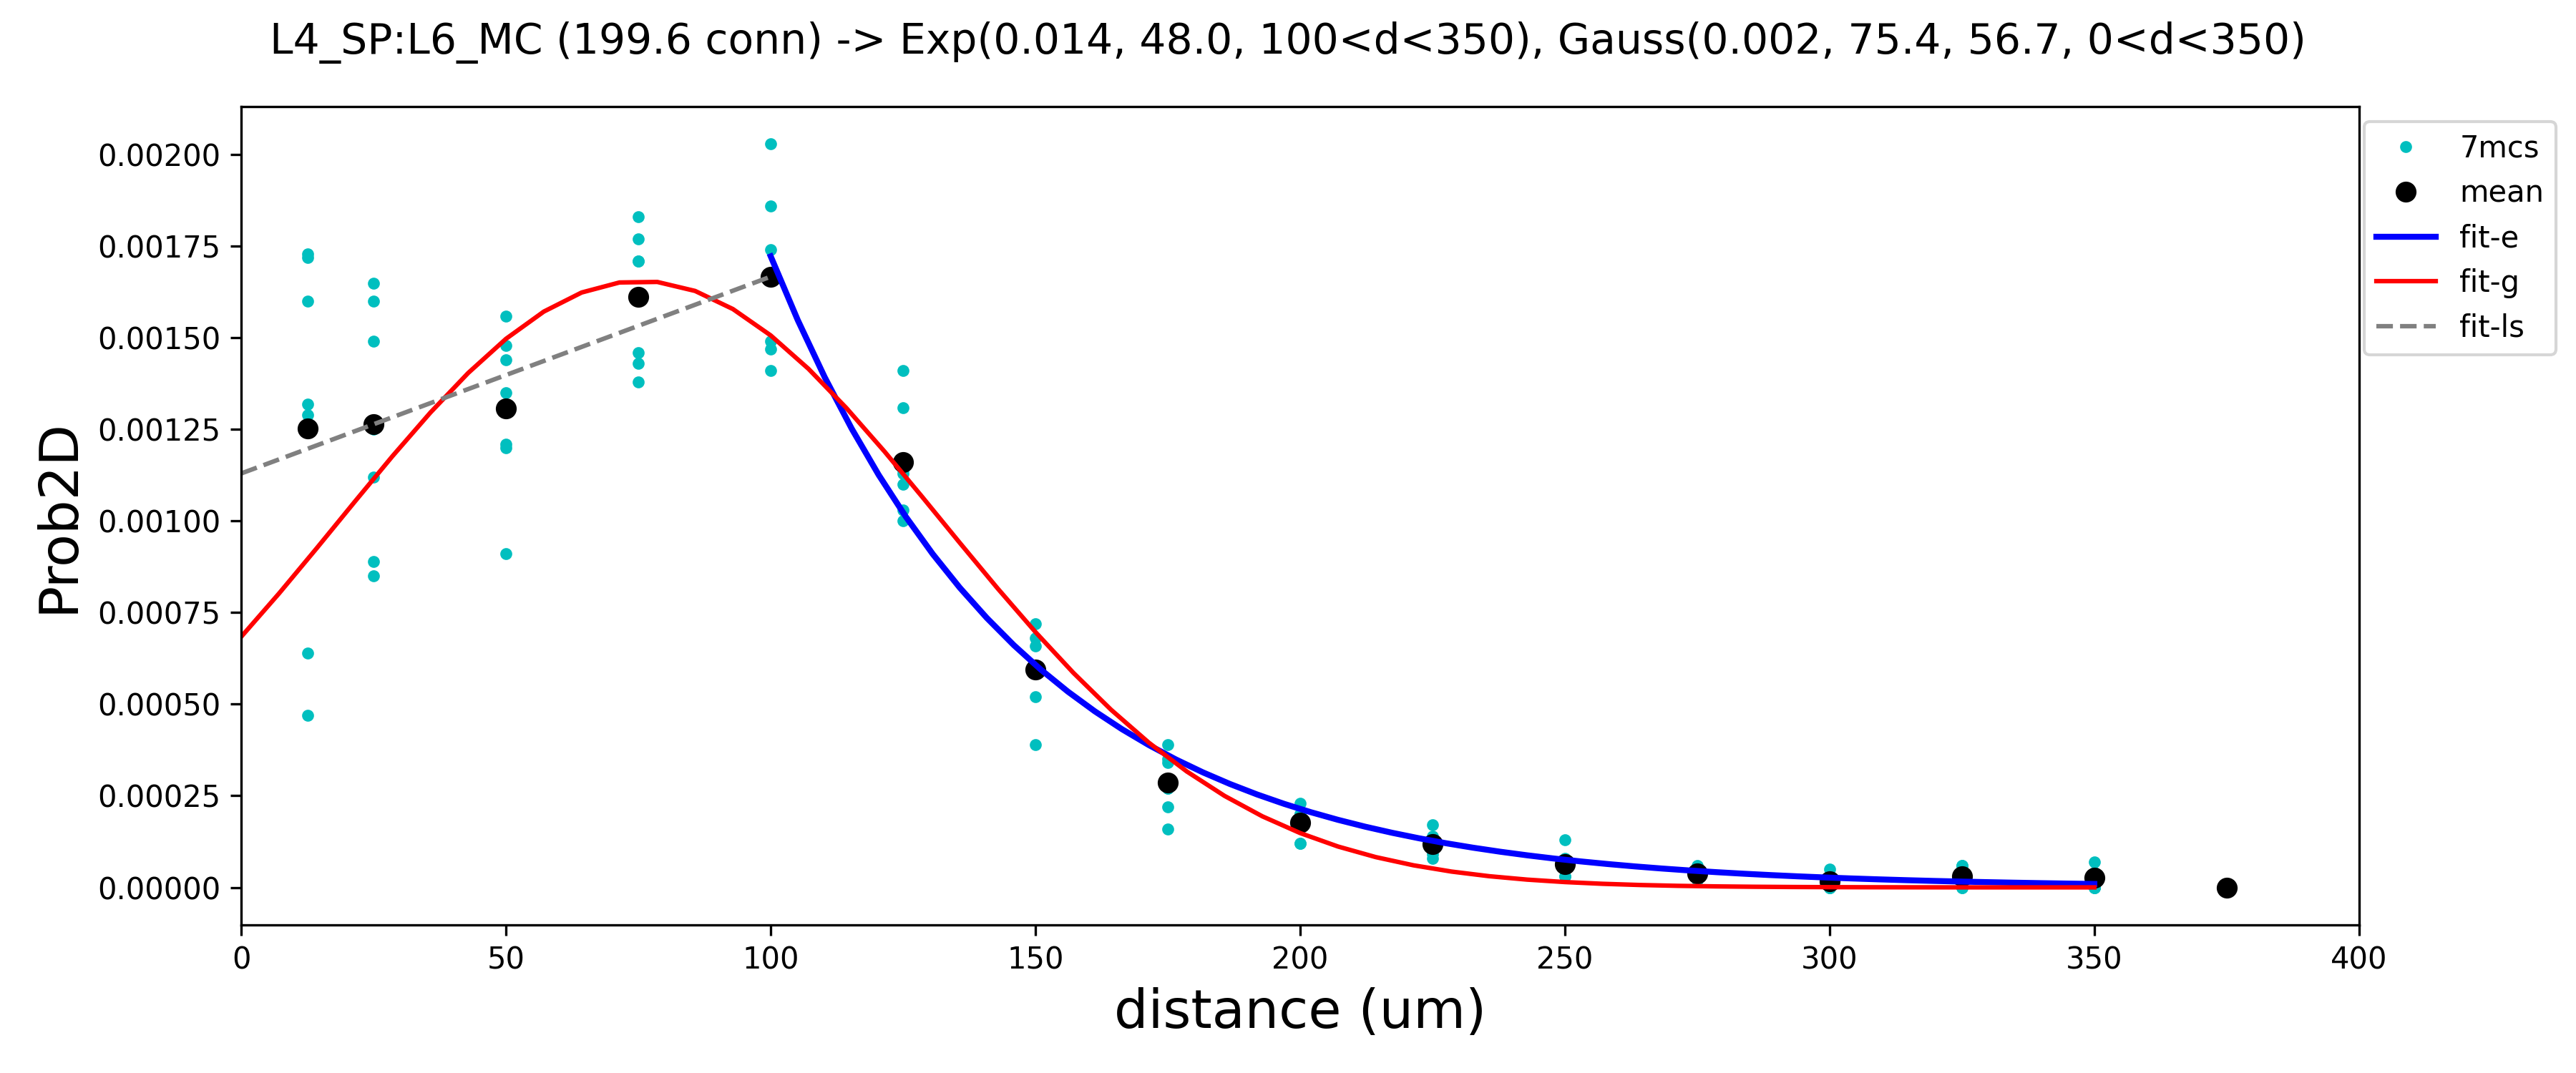 L4_SP:L6_MC (199.6 conn) -> Exp(0.014, 48.0, 100<d<350), Gauss(0.002, 75.4, 56.7, 0<d<350)
7mcs
mean
fit-e
fit-g
fit-ls
Prob2D
0.00200
0.00175
0.00150
0.00125
0.00100
0.00075
0.00050
0.00025
0.00000
0 50 100 150 200 250 300 350 400
distance (um)